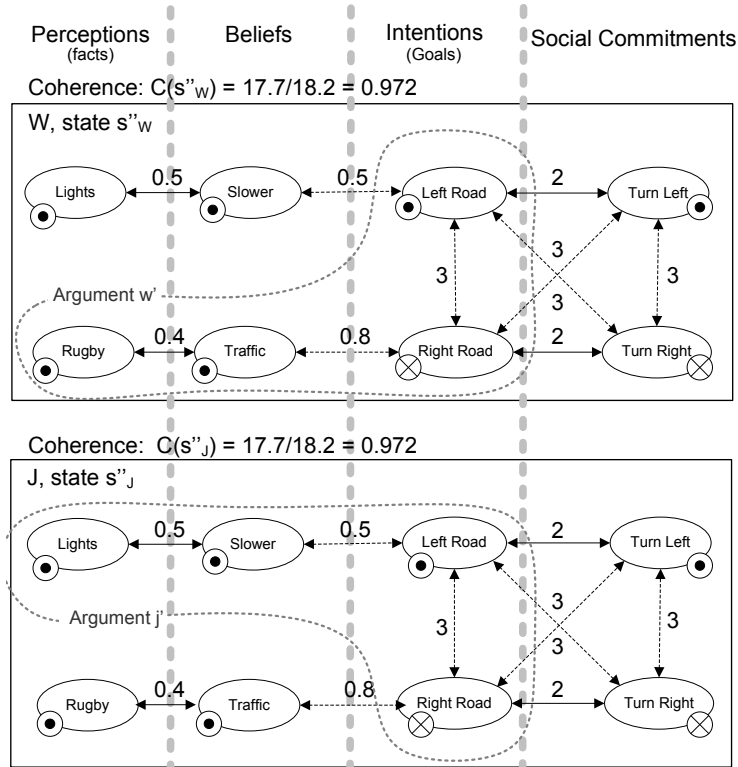 Perceptions Beliefs Intentions Social Commitments
(facts) (Goals)
Coherence: C(s''W) = 17.7/18.2 = 0.972
W, state s''W
0.5 0.5 2
Lights Slower Left Road Turn Left
3 3 3
3
Argument w'
0.4 0.8 2
Rugby Traffic Right Road Turn Right
Coherence: C(s''J) = 17.7/18.2 = 0.972
J, state s''J
0.5 0.5 2
Lights Slower Left Road Turn Left
3
Argument j' 3 3
3
0.4 0.8 2
Rugby Traffic Right Road Turn Right